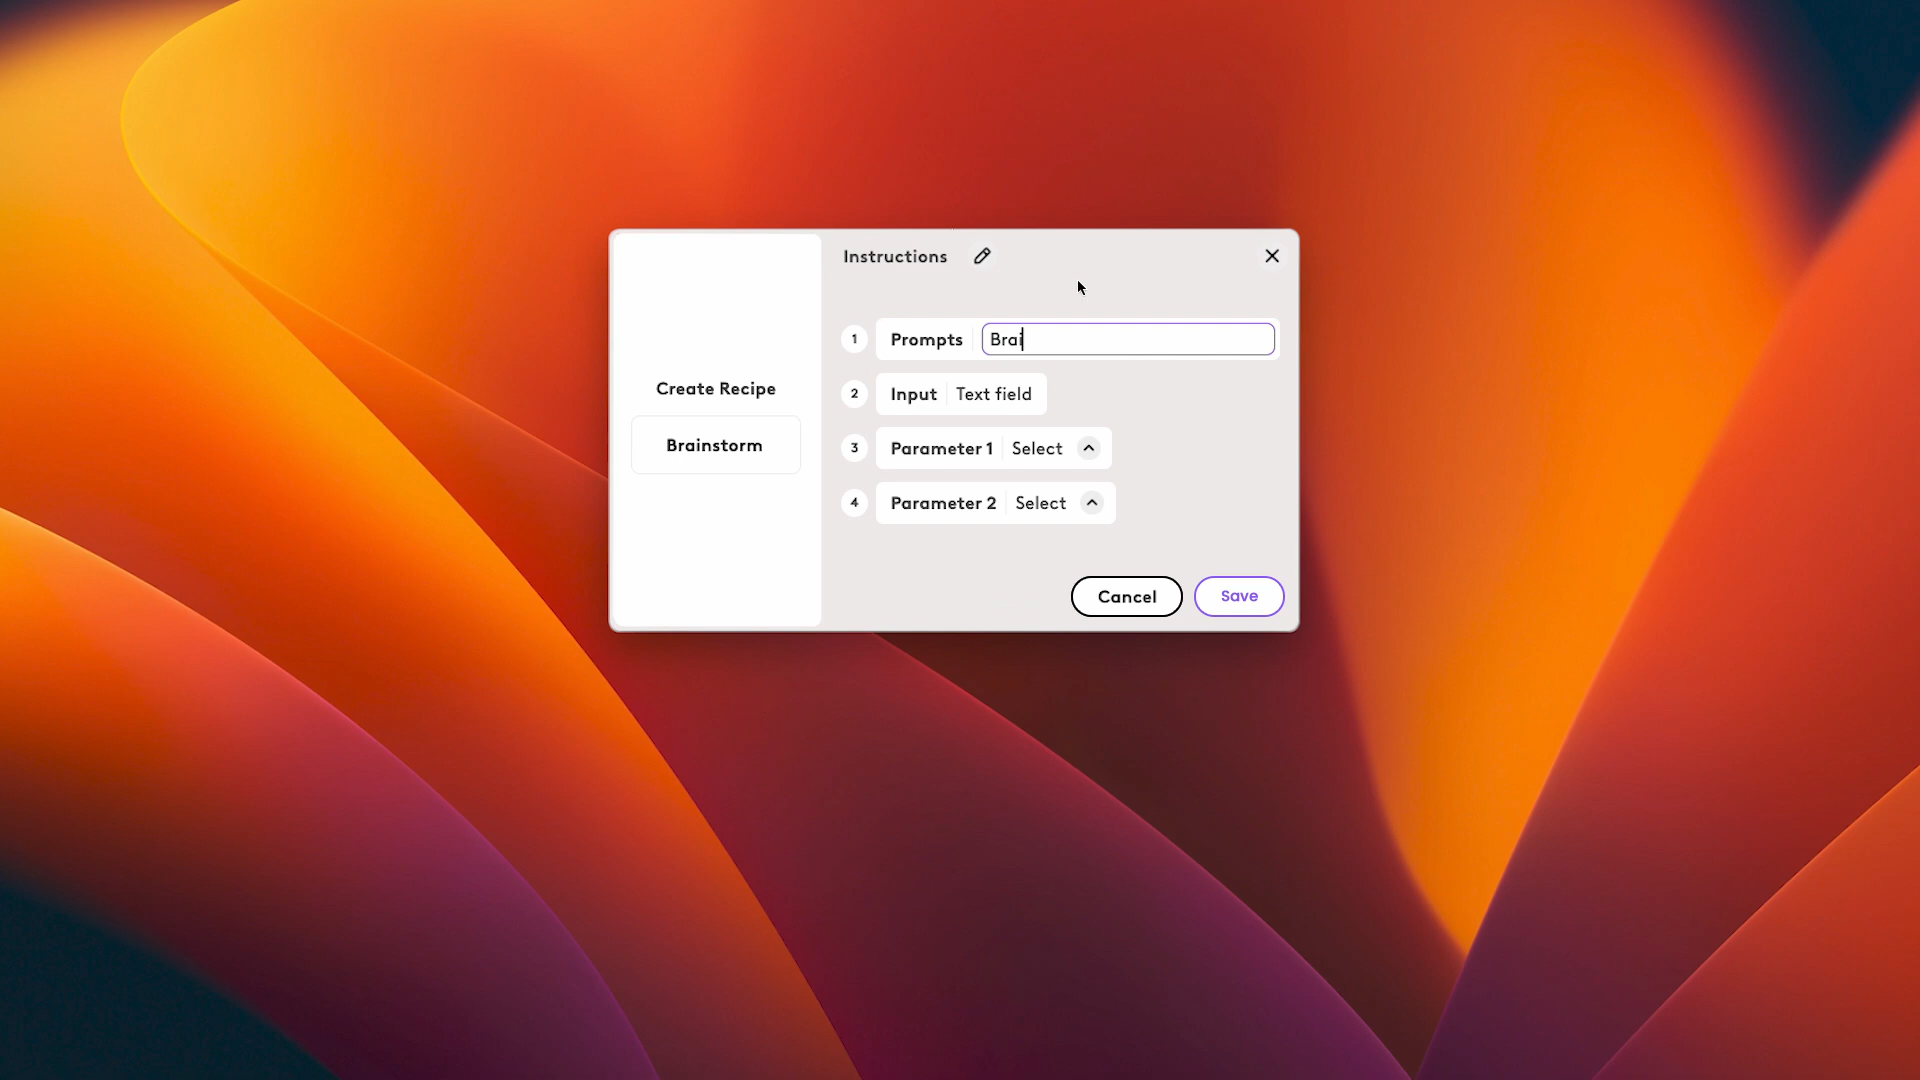 Create Recipe
Brainstorm
Instructions
1 Prompts Brai
2 Input Text field
3 Parameter 1 Select
4 Parameter 2 Select
Cancel Save